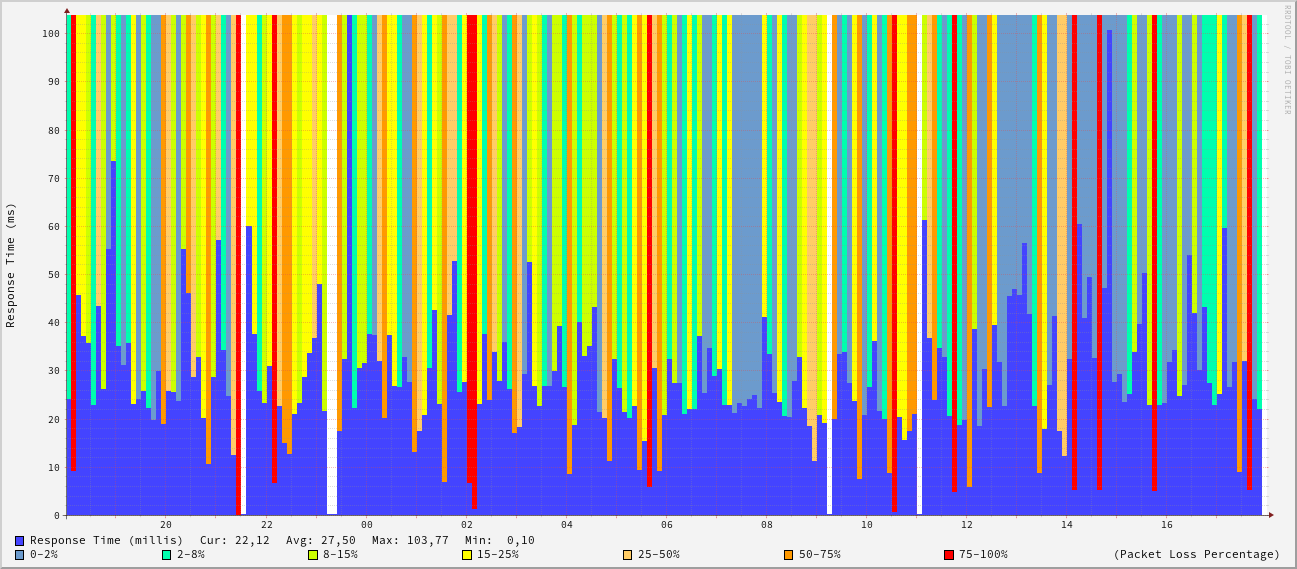 RRDTOOL / TOBI OETIKER
Response Time (ms)
100
90
80
70
60
50
40
30
20
10
0
20 22 00 02 04 06 08 10 12 14 16
Response Time (millis) Cur: 22,12 Avg: 27,50 Max: 103,77 Min: 0,10
0-2% 2-8% 8-15% 15-25% 25-50% 50-75% 75-100% (Packet Loss Percentage)